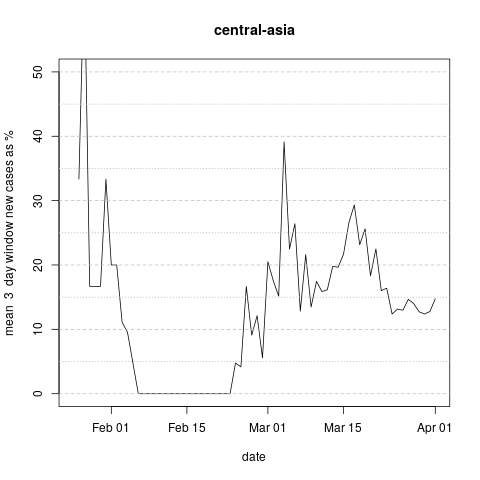 central-asia
mean  3  day window new cases as %
50
40
30
20
10
0
Feb 01
Feb 15
Mar 01
Mar 15
Apr 01
date